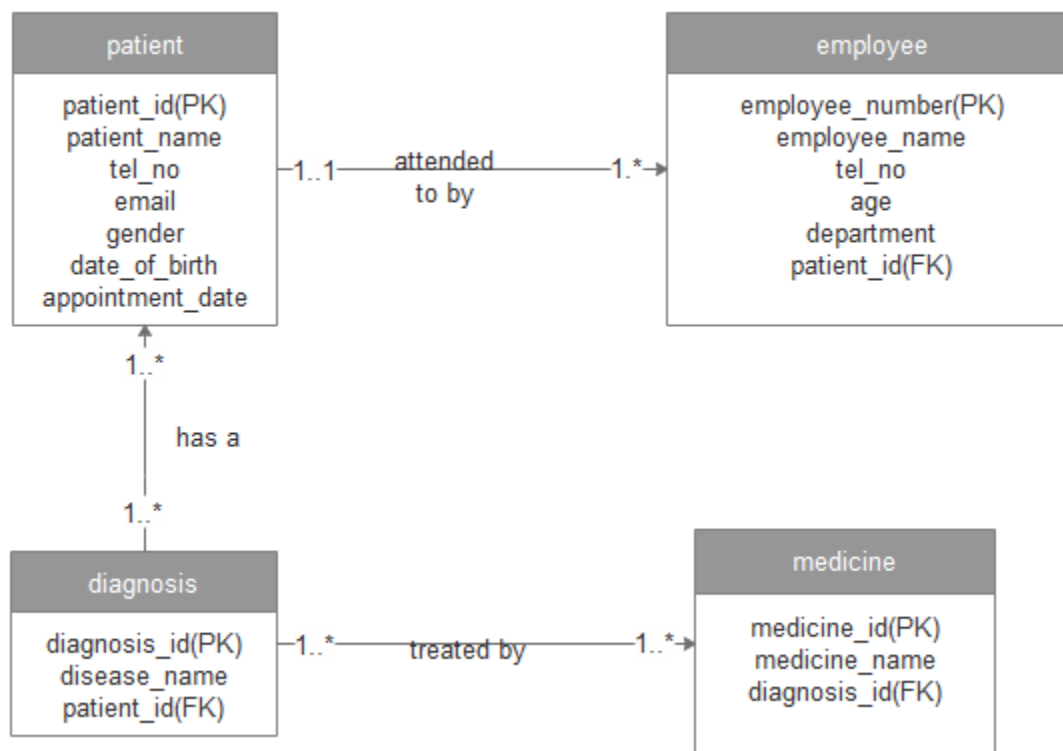 patient
patient_id(PK)
patient_name
tel_no
email
gender
date_of_birth
appointment_date
1..1
attended
to by
1.*
employee
employee_number(PK)
employee_name
tel_no
age
department
patient_id(FK)
1..*
has a
1..*
diagnosis
diagnosis_id(PK)
disease_name
patient_id(FK)
1..*
treated by
1..*
medicine
medicine_id(PK)
medicine_name
diagnosis_id(FK)